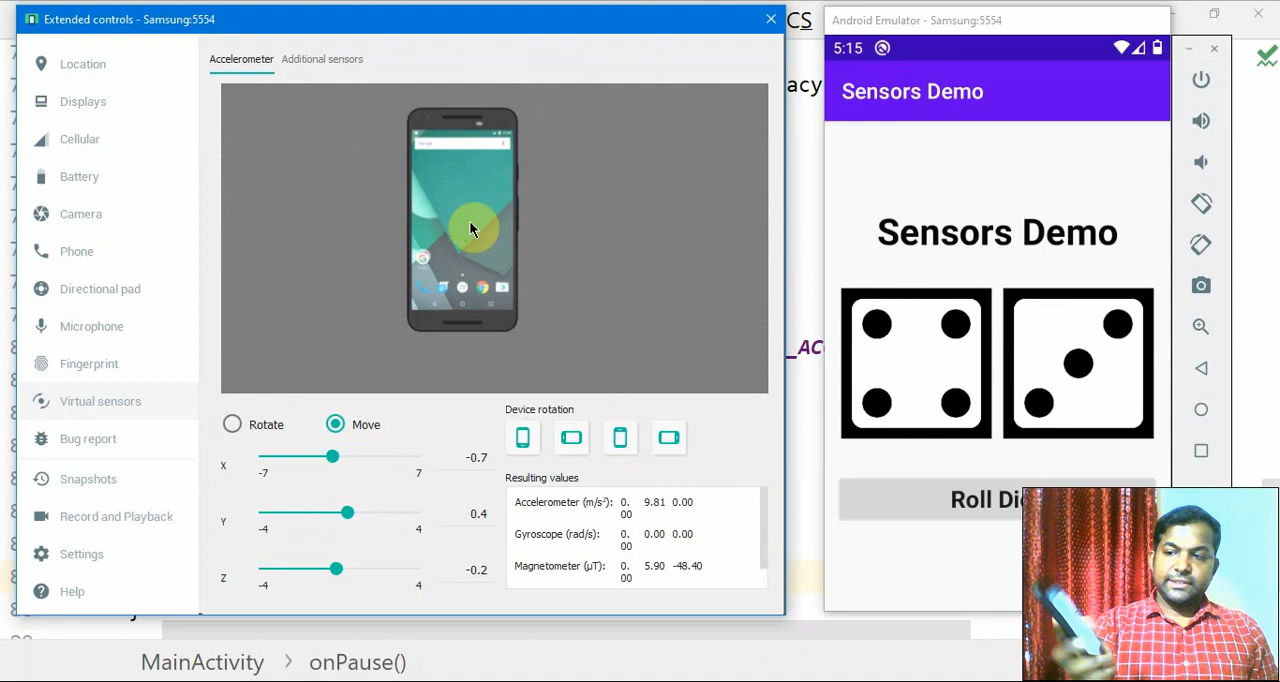 Extended controls - Samsung:5554
Location
Displays
Cellular
Battery
Camera
Phone
Directional pad
Microphone
Fingerprint
Virtual sensors
Bug report
Snapshots
Record and Playback
Settings
Help
Accelerometer
Additional sensors
Rotate
Move
X
-7
7
-0.7
Y
-4
4
0.4
Z
-4
4
-0.2
Device rotation
Resulting values
Accelerometer (m/s²): 0.00 9.81 0.00
Gyroscope (rad/s): 0.00 0.00 0.00
Magnetometer (µT): 0.00 5.90 -48.40
CS
acy
_AC
MainActivity > onPause()
Android Emulator - Samsung:5554
5:15
Sensors Demo
Sensors Demo
Roll Di